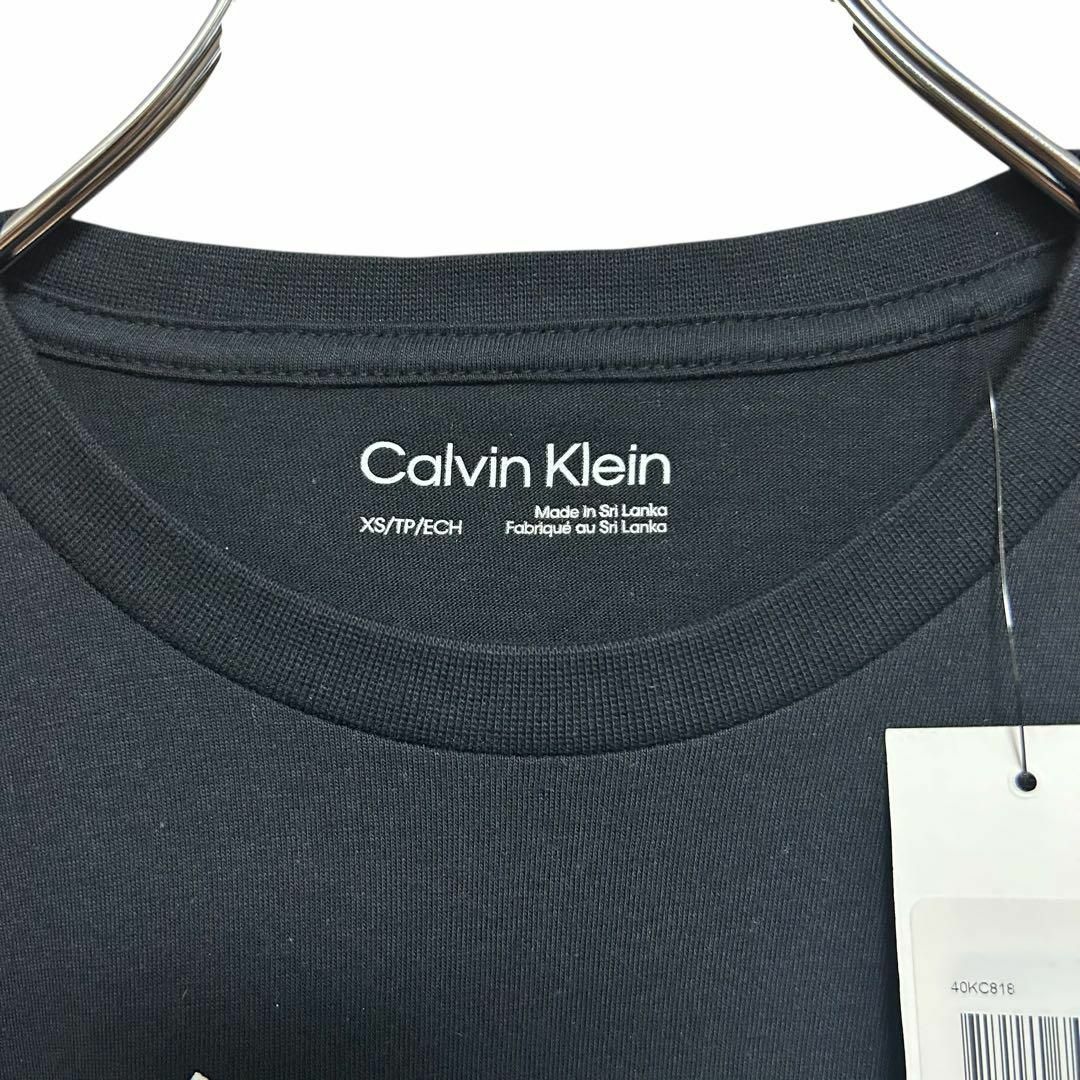 Calvin Klein
XS/TP/ECH
Made in Sri Lanka
Fabriqué au Sri Lanka
40KC818